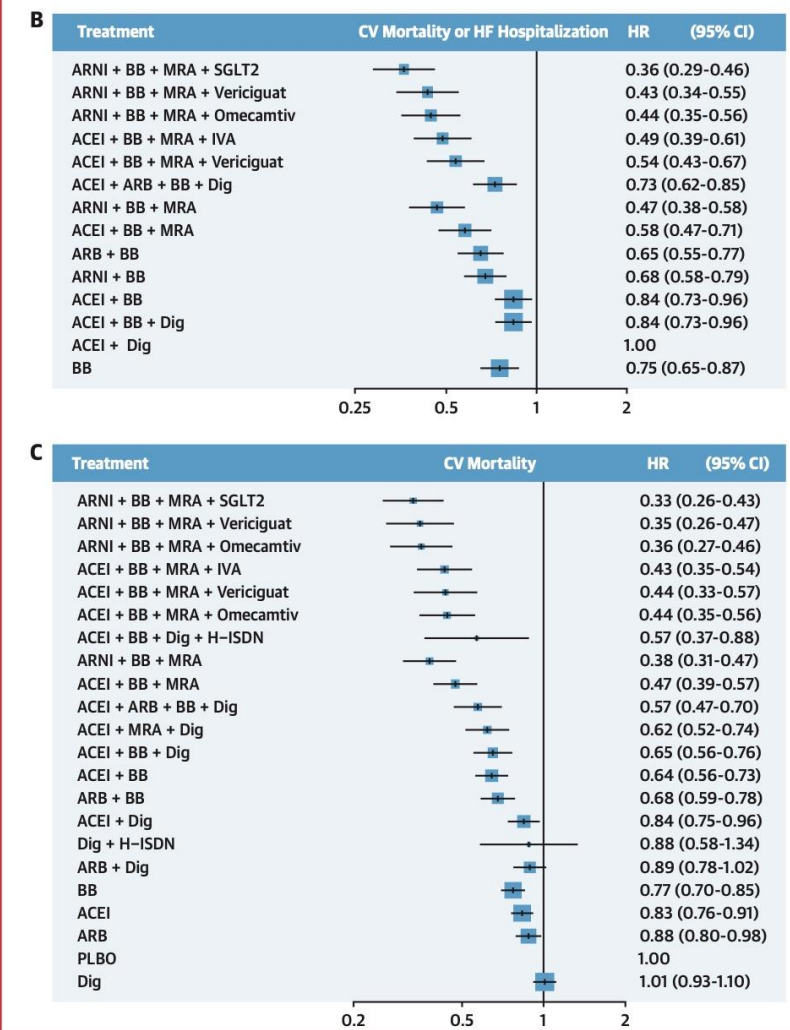 B
Treatment CV Mortality or HF Hospitalization HR (95% CI)
ARNI + BB + MRA + SGLT2 0.36 (0.29-0.46)
ARNI + BB + MRA + Vericiguat 0.43 (0.34-0.55)
ARNI + BB + MRA + Omecamtiv 0.44 (0.35-0.56)
ACEI + BB + MRA + IVA 0.49 (0.39-0.61)
ACEI + BB + MRA + Vericiguat 0.54 (0.43-0.67)
ACEI + ARB + BB + Dig 0.73 (0.62-0.85)
ARNI + BB + MRA 0.47 (0.38-0.58)
ACEI + BB + MRA 0.58 (0.47-0.71)
ARB + BB 0.65 (0.55-0.77)
ARNI + BB 0.68 (0.58-0.79)
ACEI + BB 0.84 (0.73-0.96)
ACEI + BB + Dig 0.84 (0.73-0.96)
ACEI + Dig 1.00
BB 0.75 (0.65-0.87)
0.25 0.5 1 2
C
Treatment CV Mortality HR (95% CI)
ARNI + BB + MRA + SGLT2 0.33 (0.26-0.43)
ARNI + BB + MRA + Vericiguat 0.35 (0.26-0.47)
ARNI + BB + MRA + Omecamtiv 0.36 (0.27-0.46)
ACEI + BB + MRA + IVA 0.43 (0.35-0.54)
ACEI + BB + MRA + Vericiguat 0.44 (0.33-0.57)
ACEI + BB + MRA + Omecamtiv 0.44 (0.35-0.56)
ACEI + BB + Dig + H−ISDN 0.57 (0.37-0.88)
ARNI + BB + MRA 0.38 (0.31-0.47)
ACEI + BB + MRA 0.47 (0.39-0.57)
ACEI + ARB + BB + Dig 0.57 (0.47-0.70)
ACEI + MRA + Dig 0.62 (0.52-0.74)
ACEI + BB + Dig 0.65 (0.56-0.76)
ACEI + BB 0.64 (0.56-0.73)
ARB + BB 0.68 (0.59-0.78)
ACEI + Dig 0.84 (0.75-0.96)
Dig + H−ISDN 0.88 (0.58-1.34)
ARB + Dig 0.89 (0.78-1.02)
BB 0.77 (0.70-0.85)
ACEI 0.83 (0.76-0.91)
ARB 0.88 (0.80-0.98)
PLBO 1.00
Dig 1.01 (0.93-1.10)
0.2 0.5 1 2